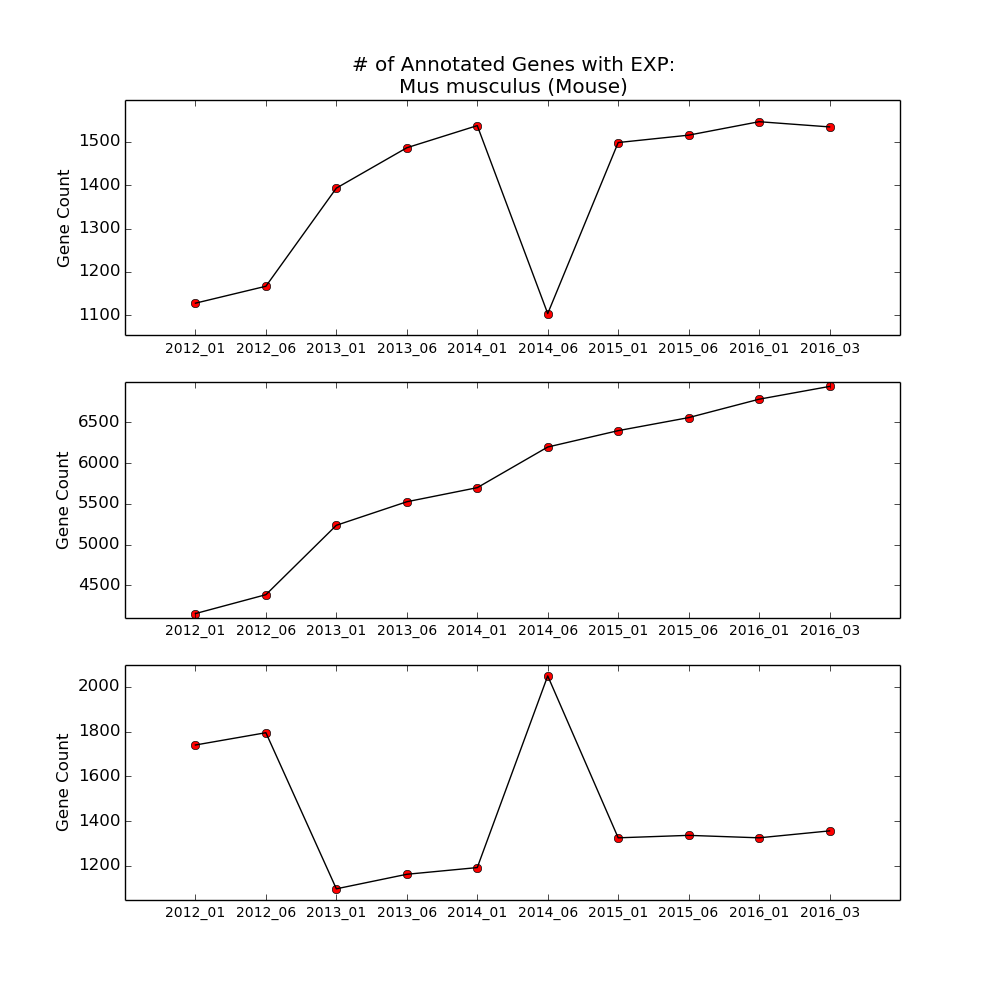 # of Annotated Genes with EXP:
Mus musculus (Mouse)
Gene Count
1500
1400
1300
1200
1100
2012_01 2012_06 2013_01 2013_06 2014_01 2014_06 2015_01 2015_06 2016_01 2016_03
Gene Count
6500
6000
5500
5000
4500
2012_01 2012_06 2013_01 2013_06 2014_01 2014_06 2015_01 2015_06 2016_01 2016_03
Gene Count
2000
1800
1600
1400
1200
2012_01 2012_06 2013_01 2013_06 2014_01 2014_06 2015_01 2015_06 2016_01 2016_03